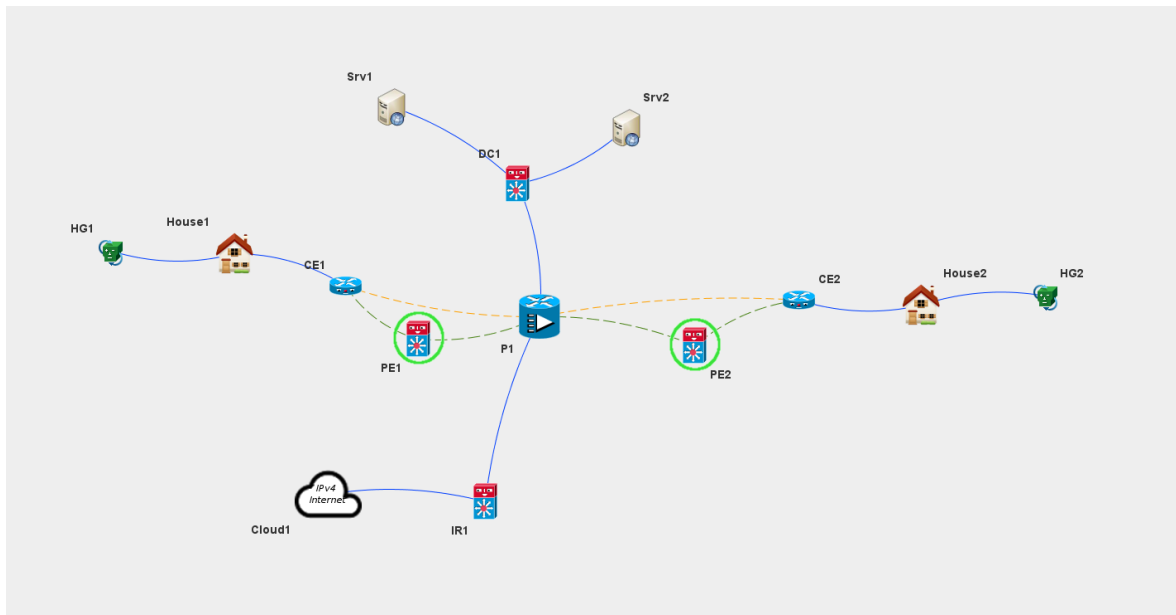 Srv1
Srv2
DC1
House1
HG1
CE1
CE2
House2
HG2
P1
PE1
PE2
IPv4
Internet
Cloud1
IR1